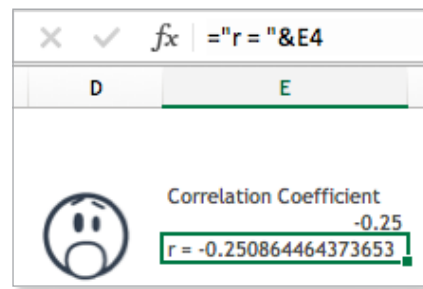 fx ="r = "&E4
D E
Correlation Coefficient
-0.25
r = -0.250864464373653